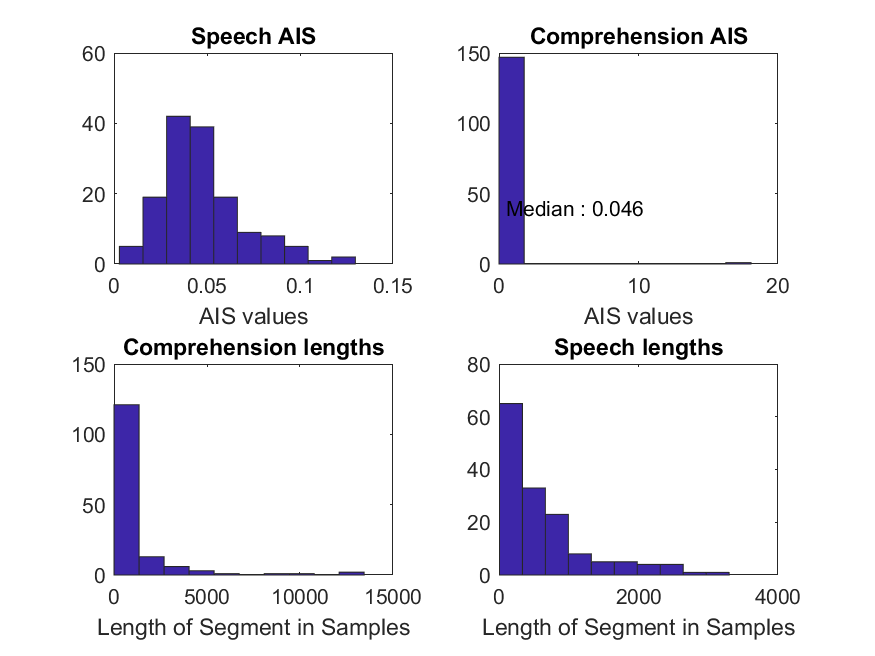 Speech AIS
60
40
20
0
0 0.05 0.1 0.15
AIS values
Comprehension AIS
150
100
50
0
Median : 0.046
0 10 20
AIS values
Comprehension lengths
150
100
50
0
0 5000 10000 15000
Length of Segment in Samples
Speech lengths
80
60
40
20
0
0 2000 4000
Length of Segment in Samples